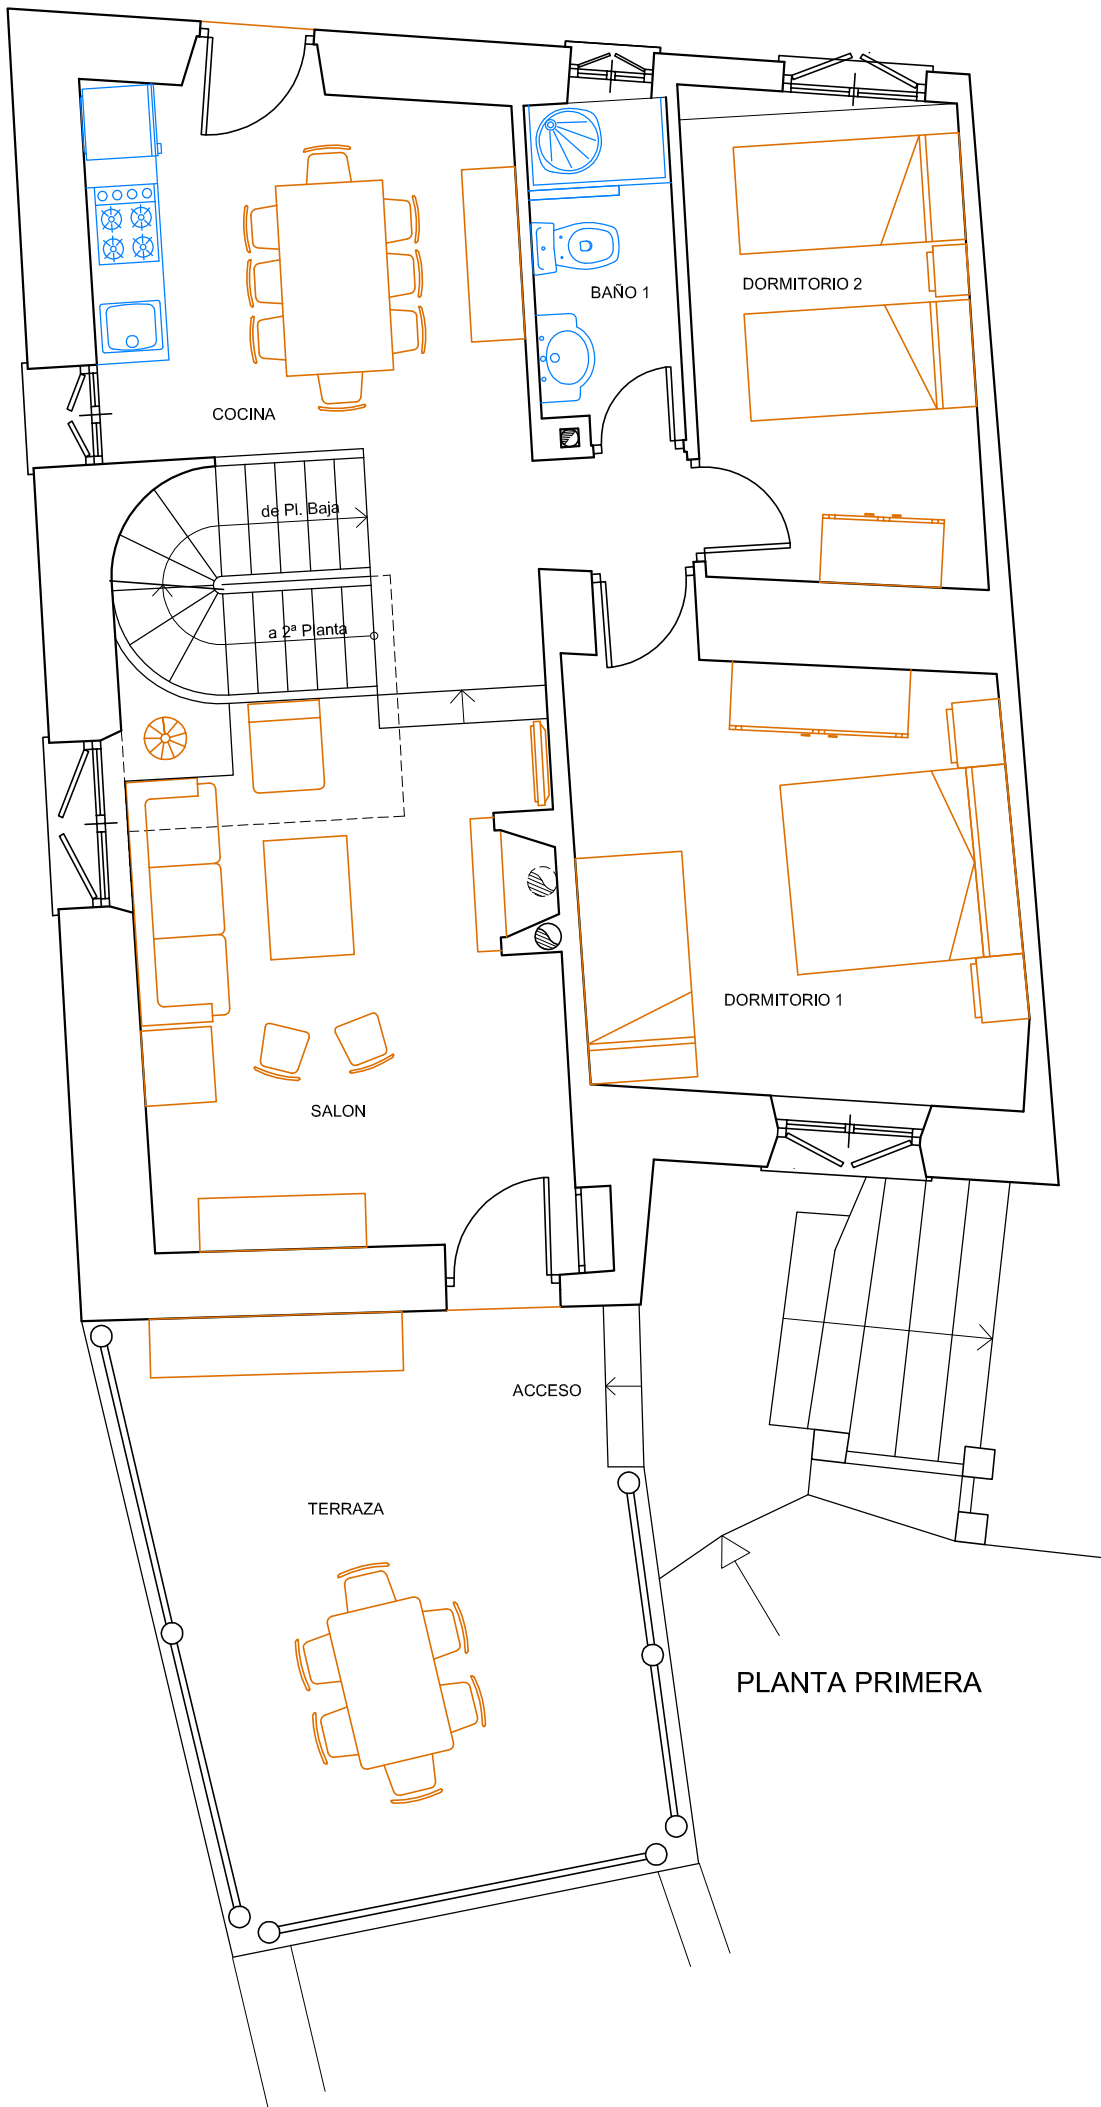 DORMITORIO 2
BAÑO 1
COCINA
de Pl. Baja
a 2ª Planta
DORMITORIO 1
SALON
ACCESO
TERRAZA
PLANTA PRIMERA